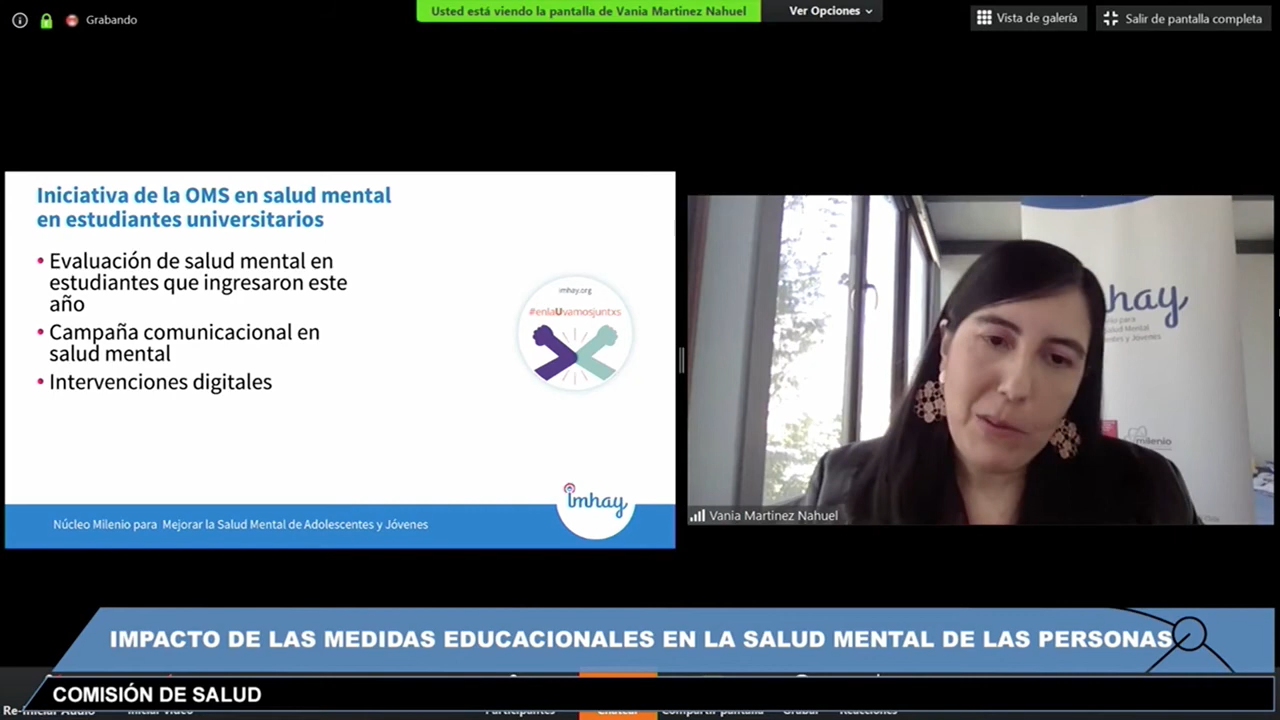 Grabando
Usted está viendo la pantalla de Vania Martinez Nahuel
Ver Opciones
Vista de galería
Salir de pantalla completa
Iniciativa de la OMS en salud mental
en estudiantes universitarios
• Evaluación de salud mental en
estudiantes que ingresaron este
año
• Campaña comunicacional en
salud mental
• Intervenciones digitales
imhay.org
#enlaUvamosjuntxs
imhay
Núcleo Milenio para Mejorar la Salud Mental de Adolescentes y Jóvenes
hay
milenio
Vania Martinez Nahuel
IMPACTO DE LAS MEDIDAS EDUCACIONALES EN LA SALUD MENTAL DE LAS PERSONAS
COMISIÓN DE SALUD